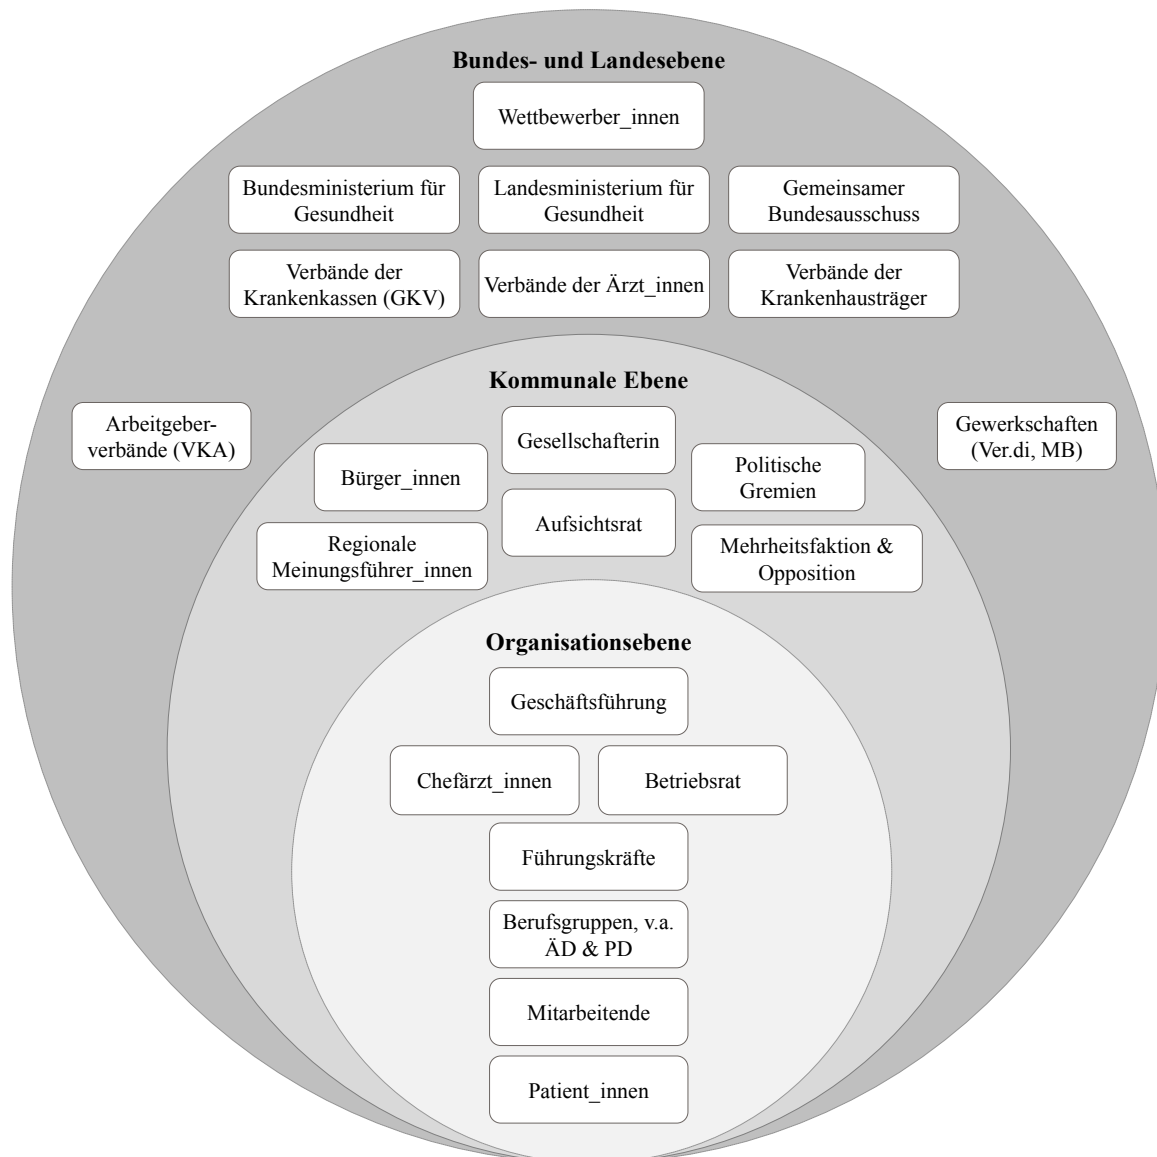 Bundes- und Landesebene
Wettbewerber_innen
Bundesministerium für
Gesundheit
Landesministerium für
Gesundheit
Gemeinsamer
Bundesausschuss
Verbände der
Krankenkassen (GKV)
Verbände der Ärzt_innen
Verbände der
Krankenhausträger
Arbeitgeber-
verbände (VKA)
Gewerkschaften
(Ver.di, MB)
Kommunale Ebene
Gesellschafterin
Bürger_innen
Politische
Gremien
Aufsichtsrat
Regionale
Meinungsführer_innen
Mehrheitsfaktion &
Opposition
Organisationsebene
Geschäftsführung
Chefärzt_innen
Betriebsrat
Führungskräfte
Berufsgruppen, v.a.
ÄD & PD
Mitarbeitende
Patient_innen